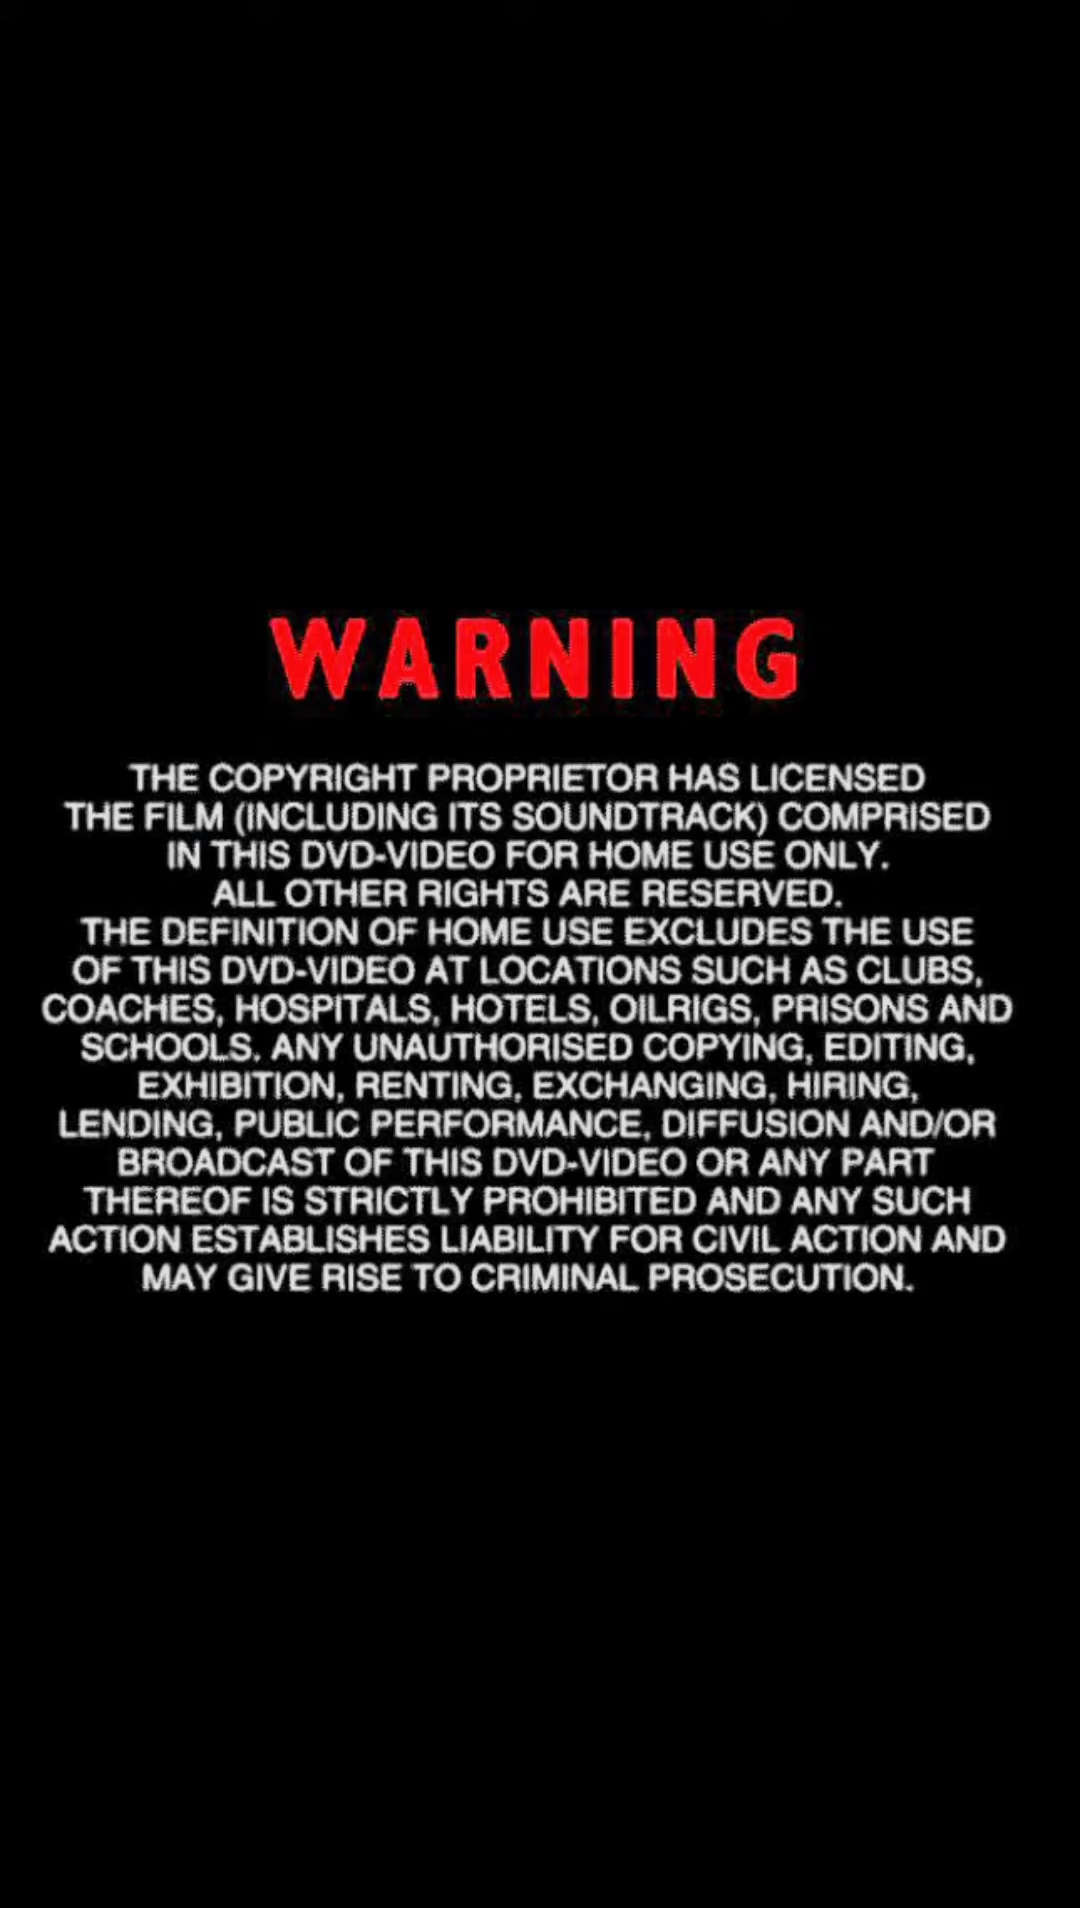 WARNING
THE COPYRIGHT PROPRIETOR HAS LICENSED
THE FILM (INCLUDING ITS SOUNDTRACK) COMPRISED
IN THIS DVD-VIDEO FOR HOME USE ONLY.
ALL OTHER RIGHTS ARE RESERVED.
THE DEFINITION OF HOME USE EXCLUDES THE USE
OF THIS DVD-VIDEO AT LOCATIONS SUCH AS CLUBS,
COACHES, HOSPITALS, HOTELS, OILRIGS, PRISONS AND
SCHOOLS. ANY UNAUTHORISED COPYING, EDITING,
EXHIBITION, RENTING, EXCHANGING, HIRING,
LENDING, PUBLIC PERFORMANCE, DIFFUSION AND/OR
BROADCAST OF THIS DVD-VIDEO OR ANY PART
THEREOF IS STRICTLY PROHIBITED AND ANY SUCH
ACTION ESTABLISHES LIABILITY FOR CIVIL ACTION AND
MAY GIVE RISE TO CRIMINAL PROSECUTION.